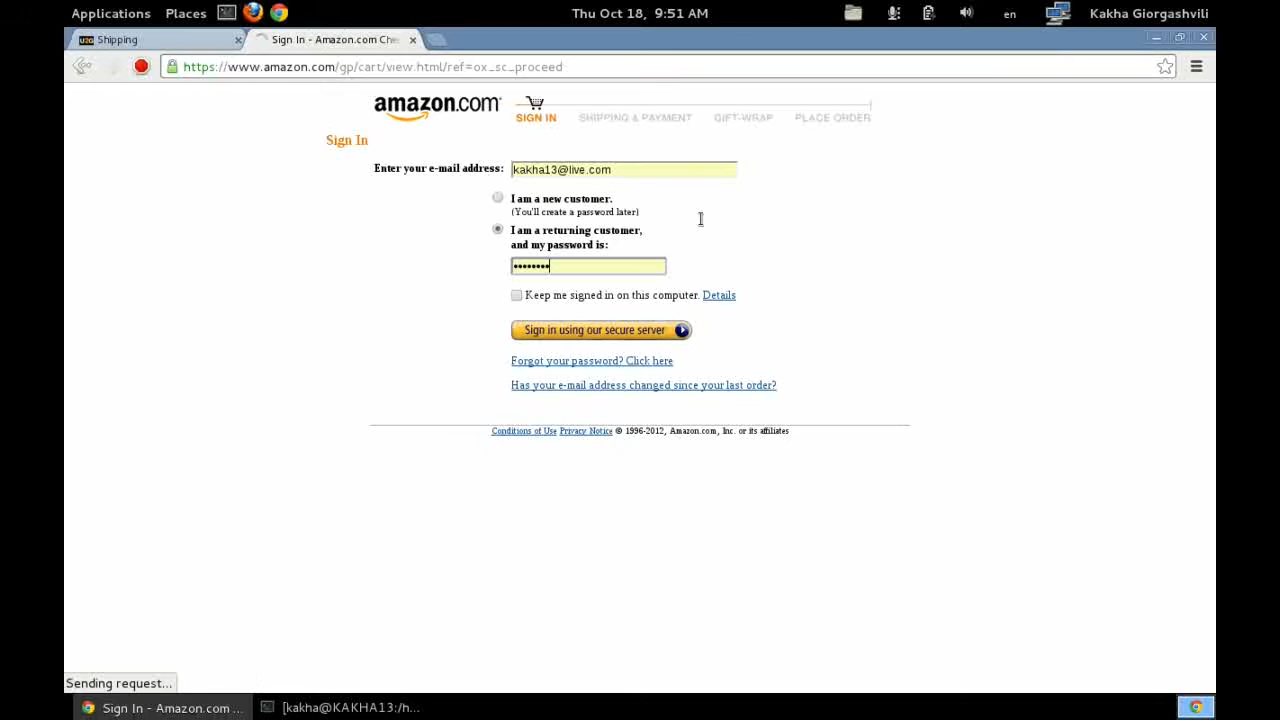 Applications Places Thu Oct 18, 9:51 AM en Kakha Giorgashvili
Shipping Sign In - Amazon.com Che
https://www.amazon.com/gp/cart/view.html/ref=ox_sc_proceed
amazon.com SIGN IN SHIPPING & PAYMENT GIFT-WRAP PLACE ORDER
Sign In
Enter your e-mail address: kakha13@live.com
I am a new customer.
(You'll create a password later)
I am a returning customer,
and my password is:
Keep me signed in on this computer. Details
Sign in using our secure server
Forgot your password? Click here
Has your e-mail address changed since your last order?
Conditions of Use Privacy Notice © 1996-2012, Amazon.com, Inc. or its affiliates
Sending request...
Sign In - Amazon.com ... [kakha@KAKHA13:/h...